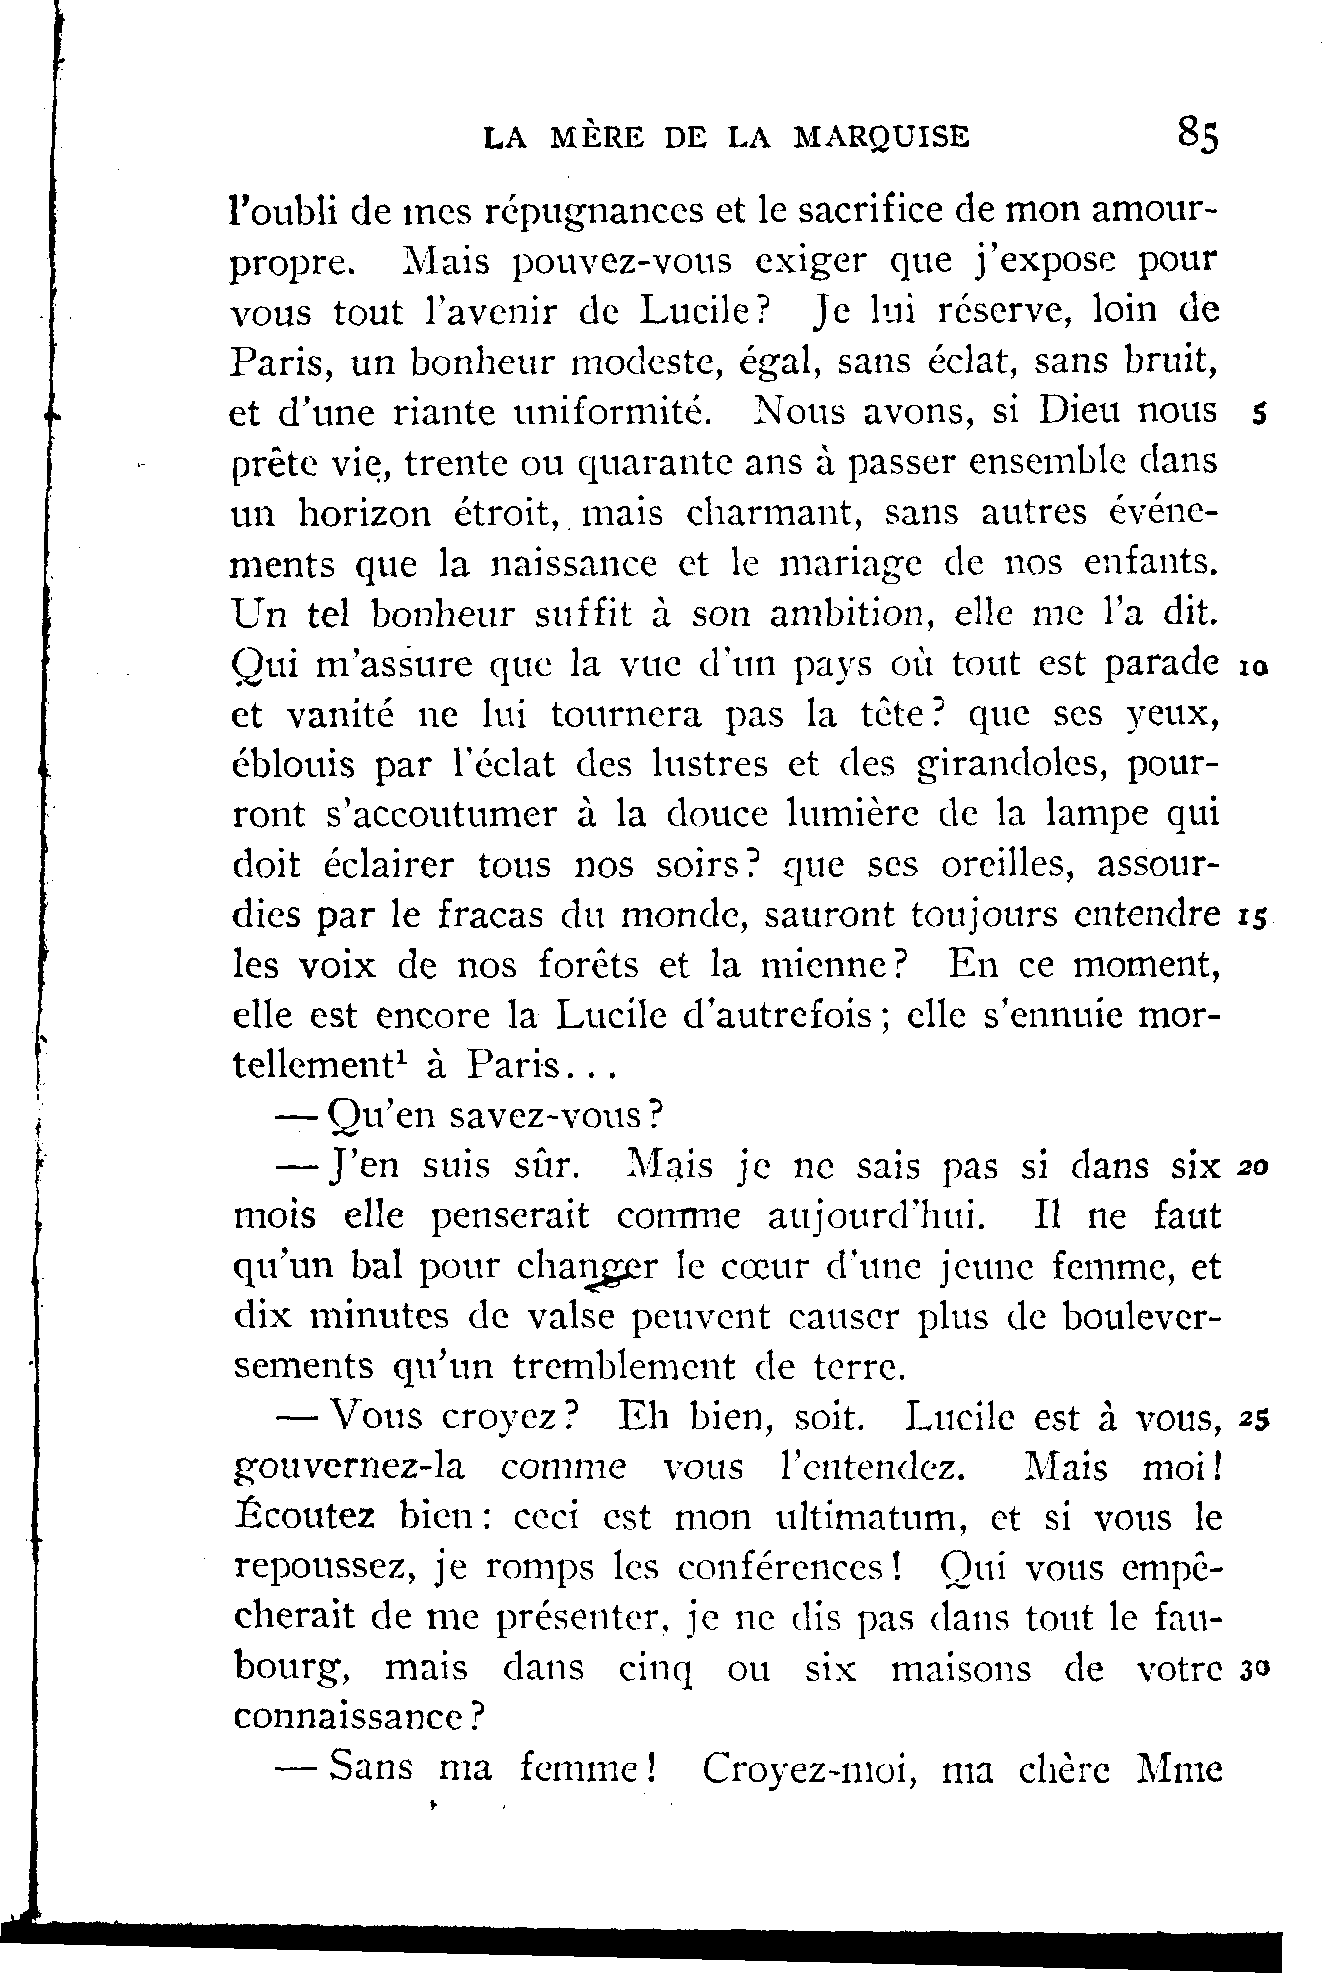 LA MÈRE DE LA MARQUISE 85
l'oubli de mes répugnances et le sacrifice de mon amour-
propre. Mais pouvez-vous exiger que j'expose pour
vous tout l'avenir de Lucile? Je lui réserve, loin de
Paris, un bonheur modeste, égal, sans éclat, sans bruit,
et d'une riante uniformité. Nous avons, si Dieu nous 5
prête vie, trente ou quarante ans à passer ensemble dans
un horizon étroit, mais charmant, sans autres événe-
ments que la naissance et le mariage de nos enfants.
Un tel bonheur suffit à son ambition, elle me l'a dit.
Qui m'assure que la vue d'un pays où tout est parade 10
et vanité ne lui tournera pas la tête? que ses yeux,
éblouis par l'éclat des lustres et des girandoles, pour-
ront s'accoutumer à la douce lumière de la lampe qui
doit éclairer tous nos soirs? que ses oreilles, assour-
dies par le fracas du monde, sauront toujours entendre 15
les voix de nos forêts et la mienne? En ce moment,
elle est encore la Lucile d'autrefois; elle s'ennuie mor-
tellement¹ à Paris...
— Qu'en savez-vous?
— J'en suis sûr. Mais je ne sais pas si dans six 20
mois elle penserait comme aujourd'hui. Il ne faut
qu'un bal pour changer le cœur d'une jeune femme, et
dix minutes de valse peuvent causer plus de boulever-
sements qu'un tremblement de terre.
— Vous croyez? Eh bien, soit. Lucile est à vous, 25
gouvernez-la comme vous l'entendez. Mais moi!
Écoutez bien: ceci est mon ultimatum, et si vous le
repoussez, je romps les conférences! Qui vous empê-
cherait de me présenter, je ne dis pas dans tout le fau-
bourg, mais dans cinq ou six maisons de votre 30
connaissance?
— Sans ma femme! Croyez-moi, ma chère Mme